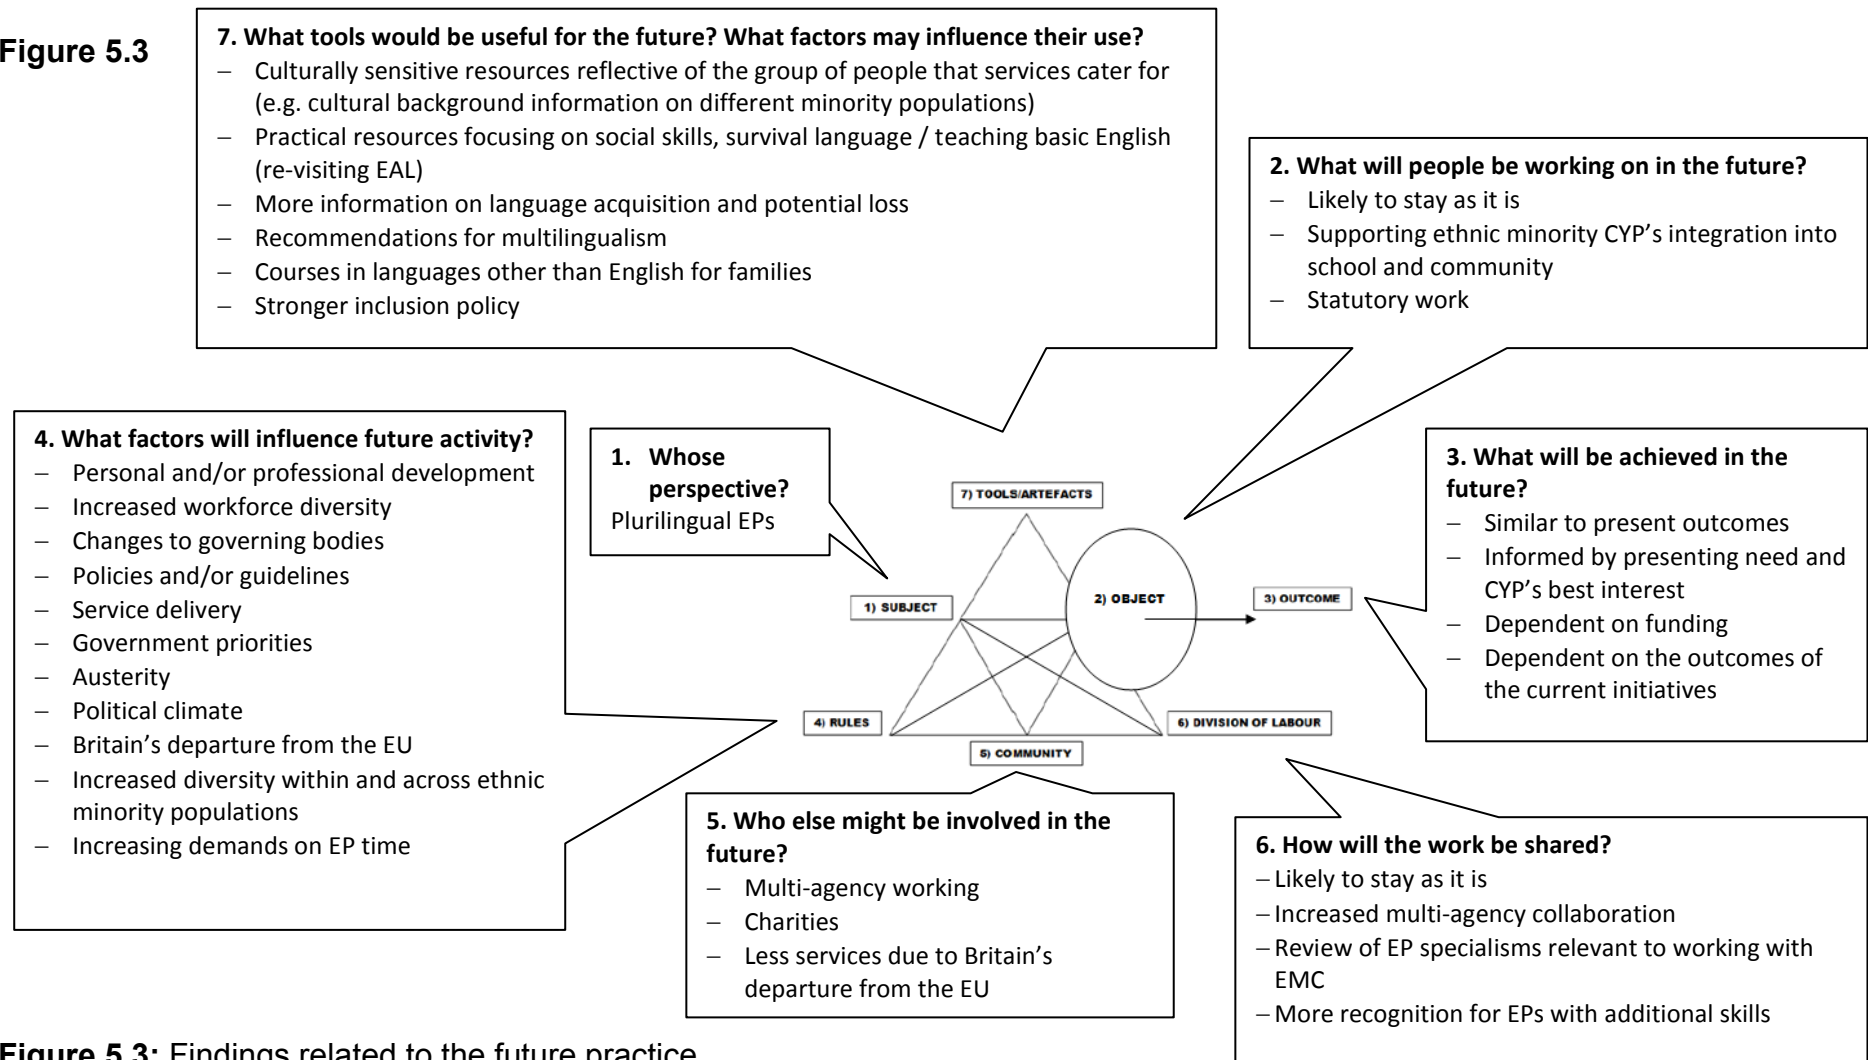 Figure 5.3
7. What tools would be useful for the future? What factors may influence their use?
– Culturally sensitive resources reflective of the group of people that services cater for
(e.g. cultural background information on different minority populations)
– Practical resources focusing on social skills, survival language / teaching basic English
(re-visiting EAL)
– More information on language acquisition and potential loss
– Recommendations for multilingualism
– Courses in languages other than English for families
– Stronger inclusion policy
2. What will people be working on in the future?
– Likely to stay as it is
– Supporting ethnic minority CYP's integration into
school and community
– Statutory work
4. What factors will influence future activity?
– Personal and/or professional development
– Increased workforce diversity
– Changes to governing bodies
– Policies and/or guidelines
– Service delivery
– Government priorities
– Austerity
– Political climate
– Britain's departure from the EU
– Increased diversity within and across ethnic
minority populations
– Increasing demands on EP time
1. Whose
perspective?
Plurilingual EPs
7) TOOLS/ARTEFACTS
1) SUBJECT
2) OBJECT
3) OUTCOME
4) RULES
5) COMMUNITY
6) DIVISION OF LABOUR
3. What will be achieved in the
future?
– Similar to present outcomes
– Informed by presenting need and
CYP's best interest
– Dependent on funding
– Dependent on the outcomes of
the current initiatives
5. Who else might be involved in the
future?
– Multi-agency working
– Charities
– Less services due to Britain's
departure from the EU
6. How will the work be shared?
– Likely to stay as it is
– Increased multi-agency collaboration
– Review of EP specialisms relevant to working with
EMC
– More recognition for EPs with additional skills
Figure 5.3: Findings related to the future practice